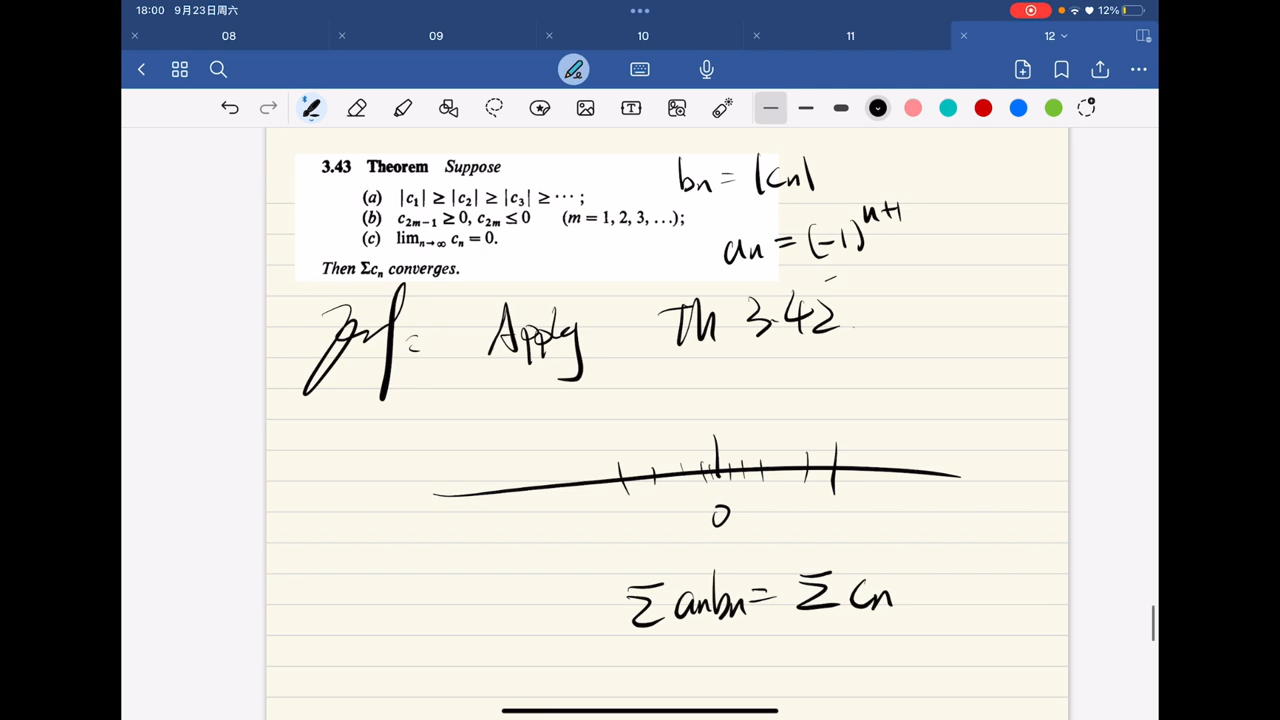 18:00 9月23日周六
12%
08 09 10 11 12
3.43 Theorem Suppose
(a) |c₁| ≥ |c₂| ≥ |c₃| ≥ ⋯ ;
(b) c₂ₘ₋₁ ≥ 0, c₂ₘ ≤ 0 (m = 1, 2, 3, …);
(c) limₙ→∞ cₙ = 0.
Then Σcₙ converges.
bn = |cn|
an = (-1)^{n+1}
Apply Th 3.42
0
Σ anbn = Σ cn